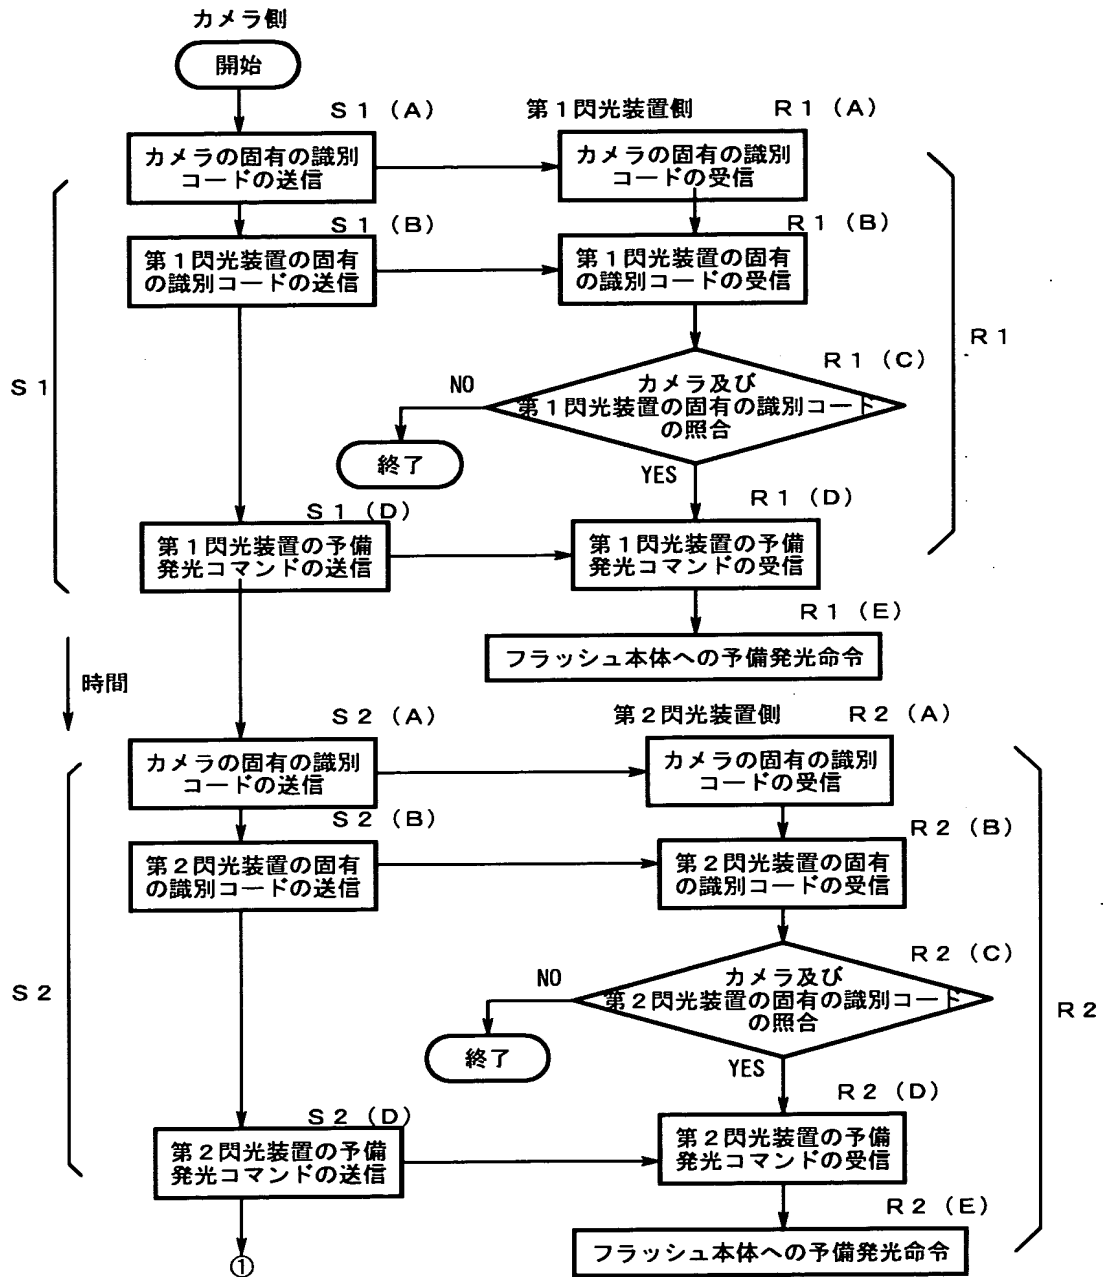 カメラ側
開始
S1(A)
第1閃光装置側
R1(A)
カメラの固有の識別
コードの送信
カメラの固有の識別
コードの受信
S1(B)
R1(B)
第1閃光装置の固有
の識別コードの送信
第1閃光装置の固有
の識別コードの受信
R1
S1
R1(C)
カメラ及び
第1閃光装置の固有の識別コード
の照合
NO
終了
YES
S1(D)
R1(D)
第1閃光装置の予備
発光コマンドの送信
第1閃光装置の予備
発光コマンドの受信
R1(E)
フラッシュ本体への予備発光命令
時間
S2(A)
第2閃光装置側
R2(A)
カメラの固有の識別
コードの送信
カメラの固有の識別
コードの受信
S2(B)
R2(B)
第2閃光装置の固有
の識別コードの送信
第2閃光装置の固有
の識別コードの受信
R2(C)
カメラ及び
第2閃光装置の固有の識別コード
の照合
NO
S2
R2
終了
YES
S2(D)
R2(D)
第2閃光装置の予備
発光コマンドの送信
第2閃光装置の予備
発光コマンドの受信
R2(E)
フラッシュ本体への予備発光命令
①